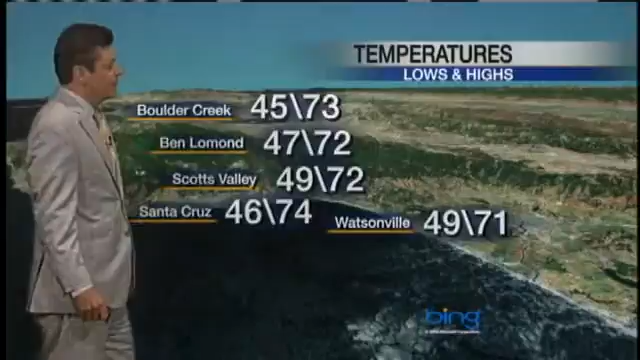 TEMPERATURES
LOWS & HIGHS
Boulder Creek 45\73
Ben Lomond 47\72
Scotts Valley 49\72
Santa Cruz 46\74
Watsonville 49\71
bing